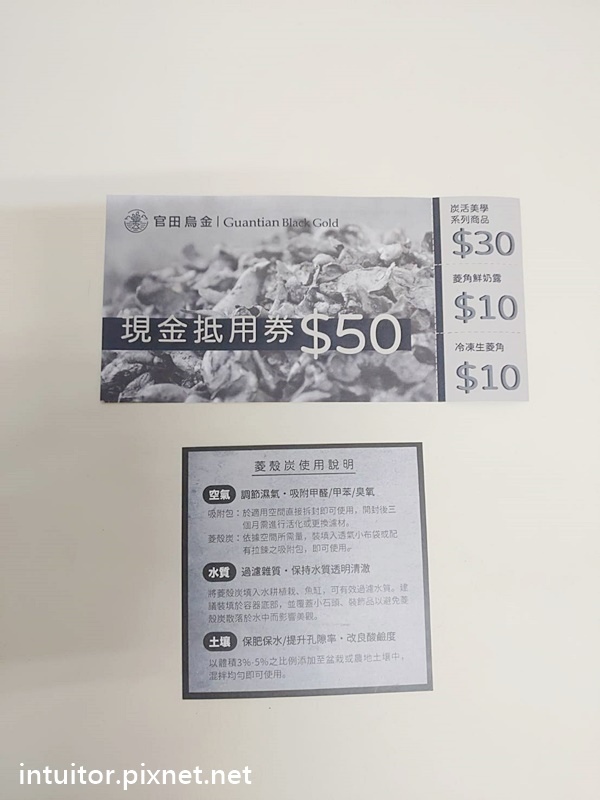 官田烏金 | Guantian Black Gold
現金抵用券 $50
炭活美學
系列商品
$30
菱角鮮奶露
$10
冷凍生菱角
$10
菱殼炭使用說明
空氣 調節濕氣・吸附甲醛/甲苯/臭氧
吸附包：於適用空間直接拆封即可使用，開封後三
個月需進行活化或更換濾材。
菱殼炭：依據空間所需量，裝填入透氣小布袋或配
有拉鍊之吸附包，即可使用。
水質 過濾雜質・保持水質透明清澈
將菱殼炭填入水耕植栽、魚缸，可有效過濾水質。建
議裝填於容器底部，並覆蓋小石頭、裝飾品以避免菱
殼炭散落於水中而影響美觀。
土壤 保肥保水/提升孔隙率・改良酸鹼度
以體積3%-5%之比例添加至盆栽或農地土壤中，
混拌均勻即可使用。
intuitor.pixnet.net